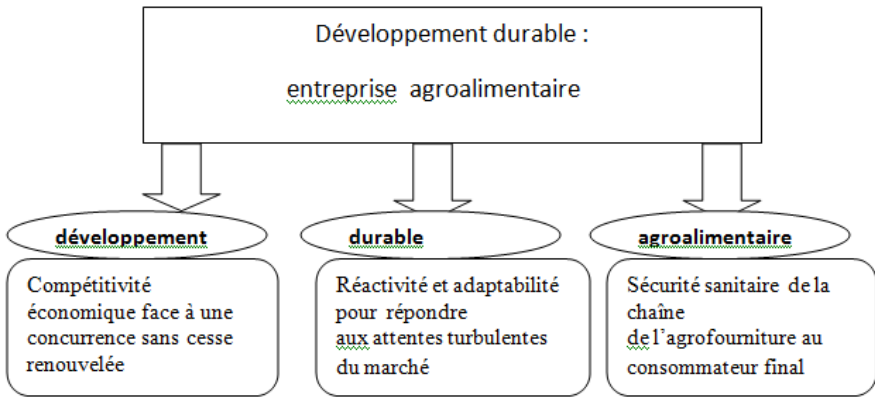 Développement durable :
entreprise agroalimentaire
développement
Compétitivité
économique face à une
concurrence sans cesse
renouvelée
durable
Réactivité et adaptabilité
pour répondre
aux attentes turbulentes
du marché
agroalimentaire
Sécurité sanitaire de la
chaîne
de l’agrofourniture au
consommateur final